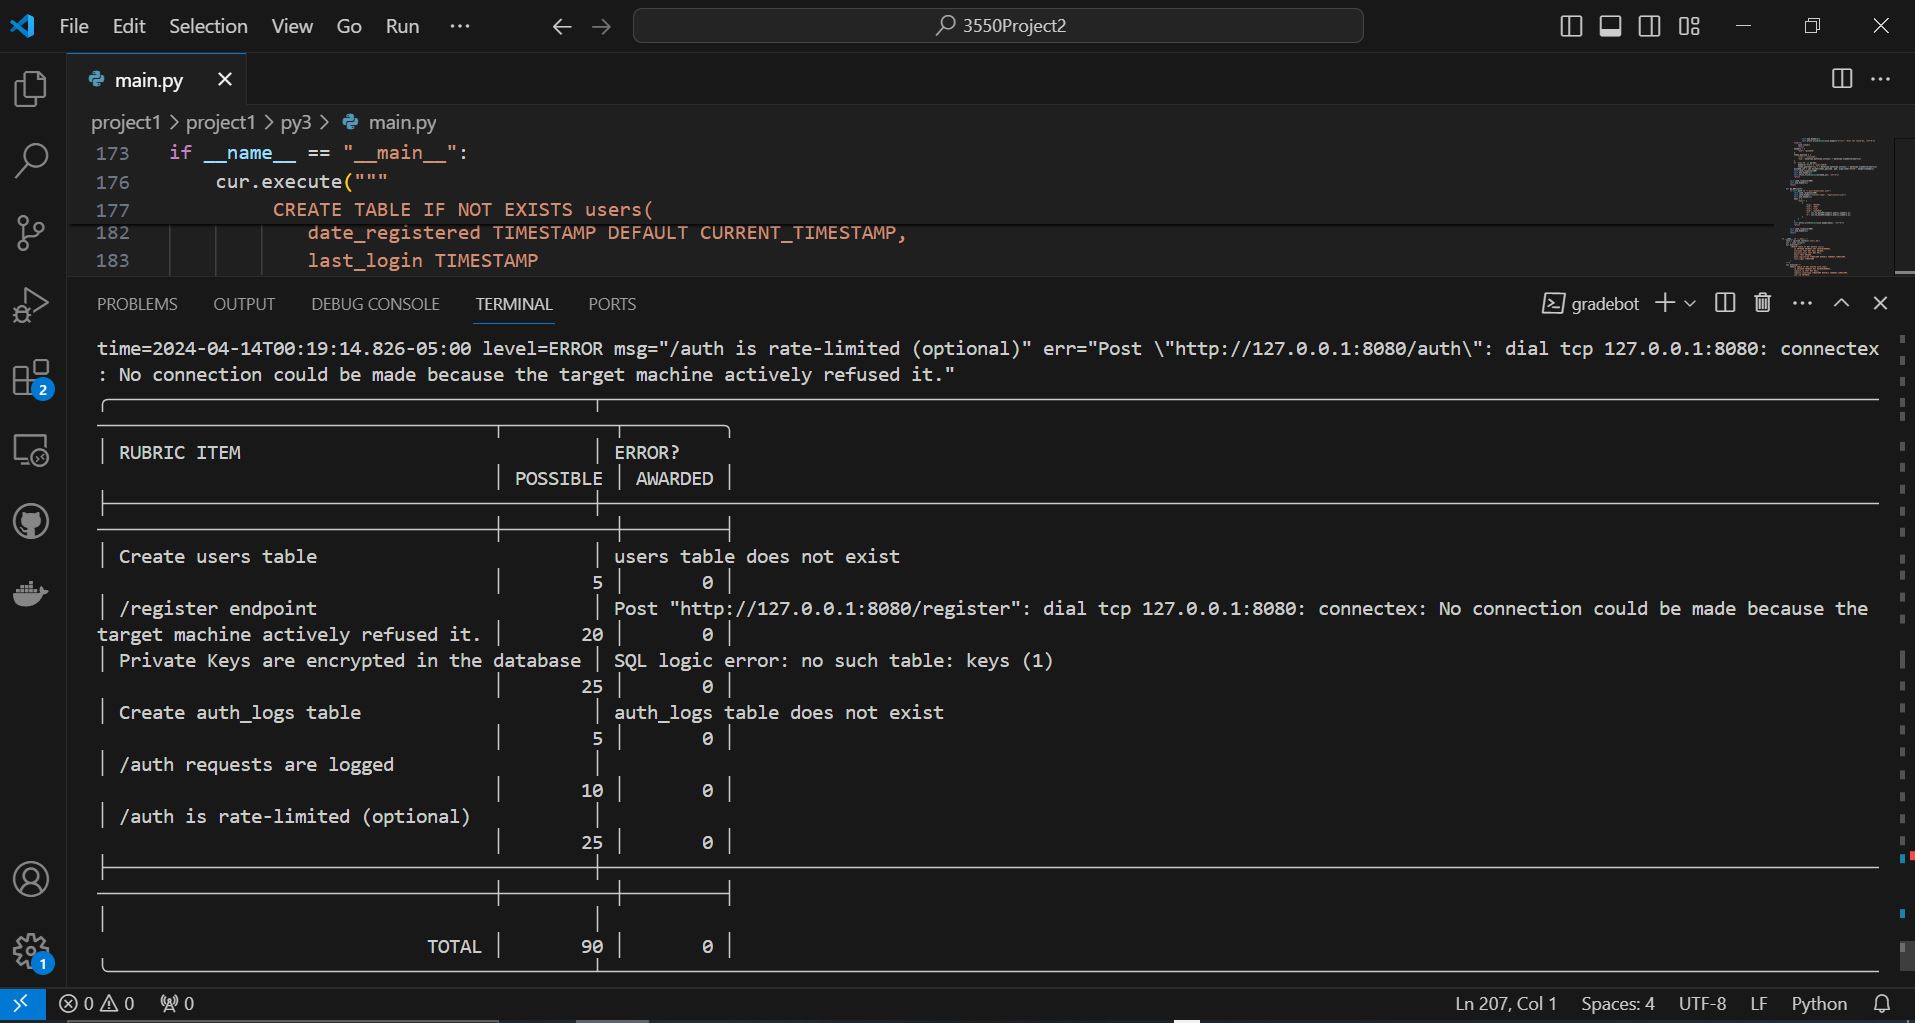 File Edit Selection View Go Run ··· 3550Project2
main.py
project1 > project1 > py3 > main.py
173 if __name__ == "__main__":
176 cur.execute("""
177 CREATE TABLE IF NOT EXISTS users(
182 date_registered TIMESTAMP DEFAULT CURRENT_TIMESTAMP,
183 last_login TIMESTAMP
PROBLEMS OUTPUT DEBUG CONSOLE TERMINAL PORTS gradebot
time=2024-04-14T00:19:14.826-05:00 level=ERROR msg="/auth is rate-limited (optional)" err="Post \"http://127.0.0.1:8080/auth\": dial tcp 127.0.0.1:8080: connectex
: No connection could be made because the target machine actively refused it."
RUBRIC ITEM ERROR?
POSSIBLE AWARDED
Create users table users table does not exist
5 0
/register endpoint Post "http://127.0.0.1:8080/register": dial tcp 127.0.0.1:8080: connectex: No connection could be made because the
target machine actively refused it. 20 0
Private Keys are encrypted in the database SQL logic error: no such table: keys (1)
25 0
Create auth_logs table auth_logs table does not exist
5 0
/auth requests are logged
10 0
/auth is rate-limited (optional)
25 0
TOTAL 90 0
2
1
0 0 0 Ln 207, Col 1 Spaces: 4 UTF-8 LF Python